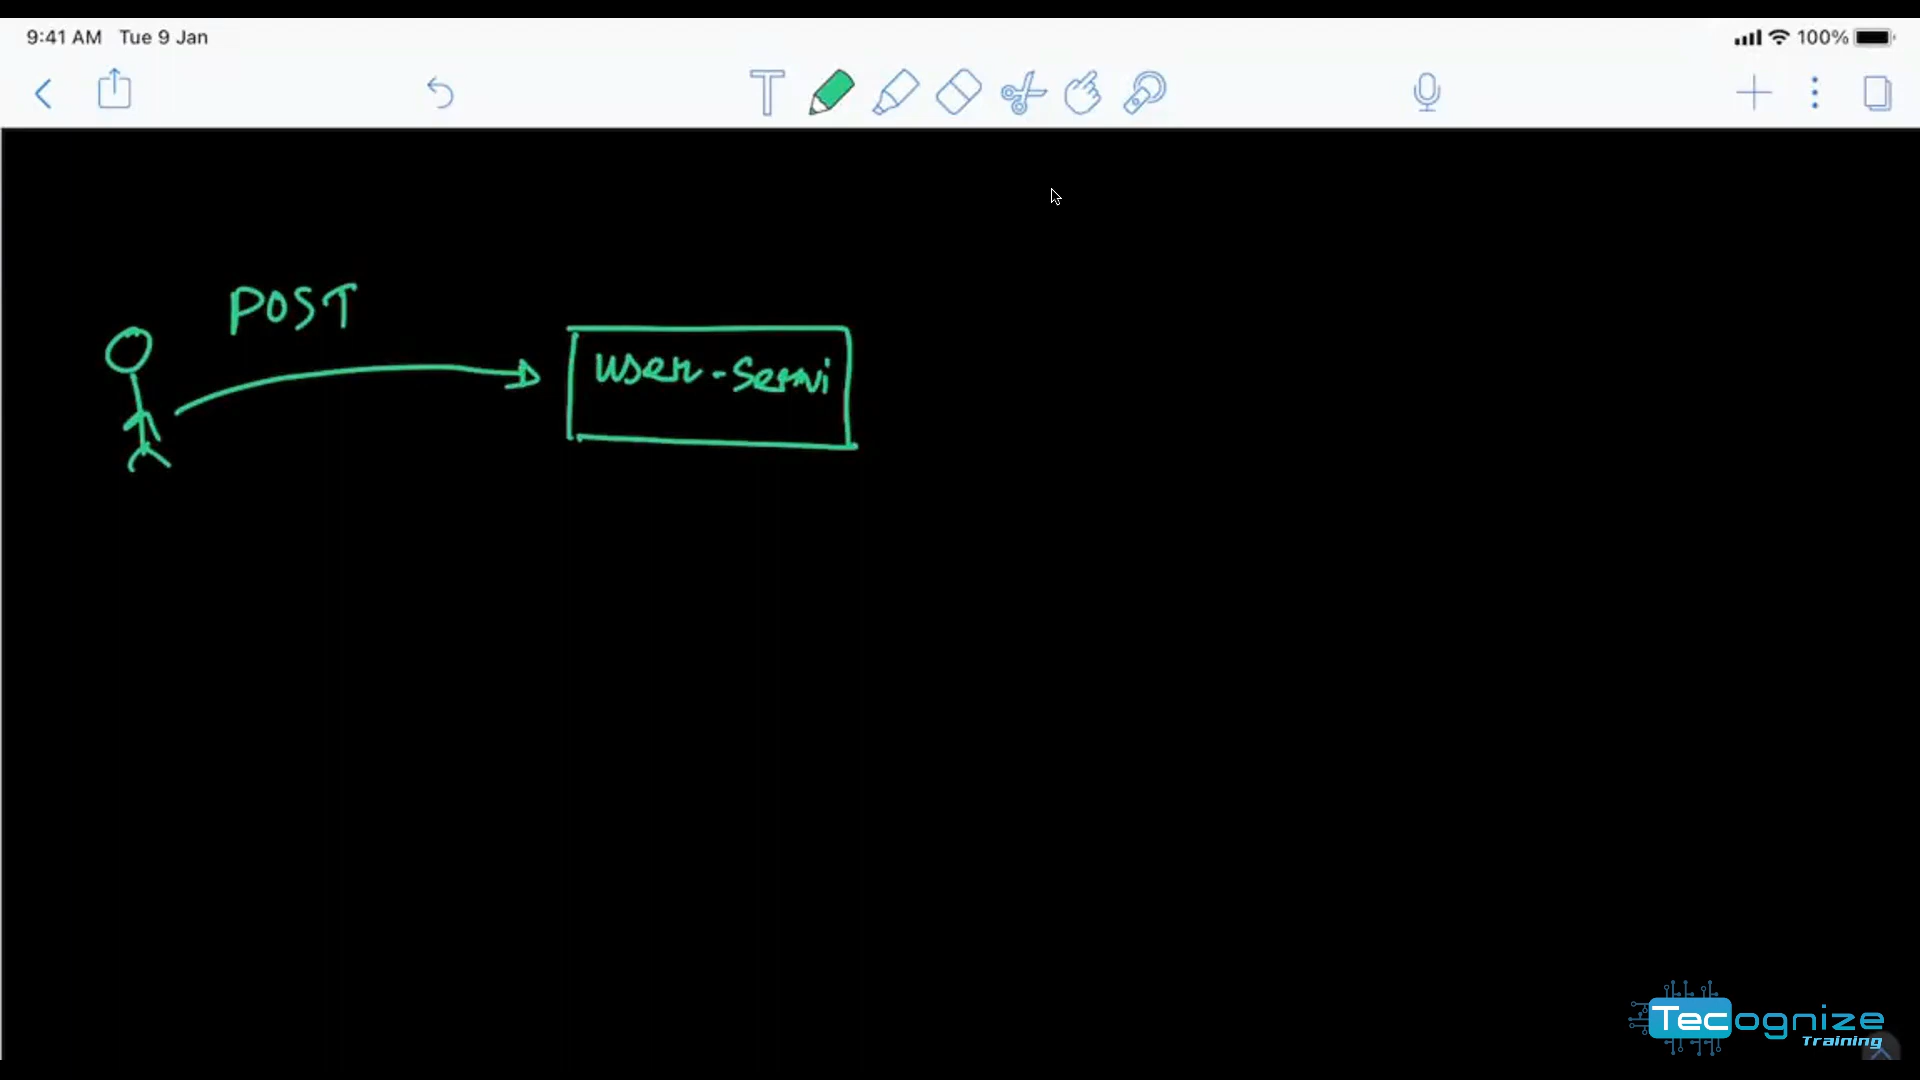 9:41 AM Tue 9 Jan
100%
POST
user-servi
Tecognize
Training